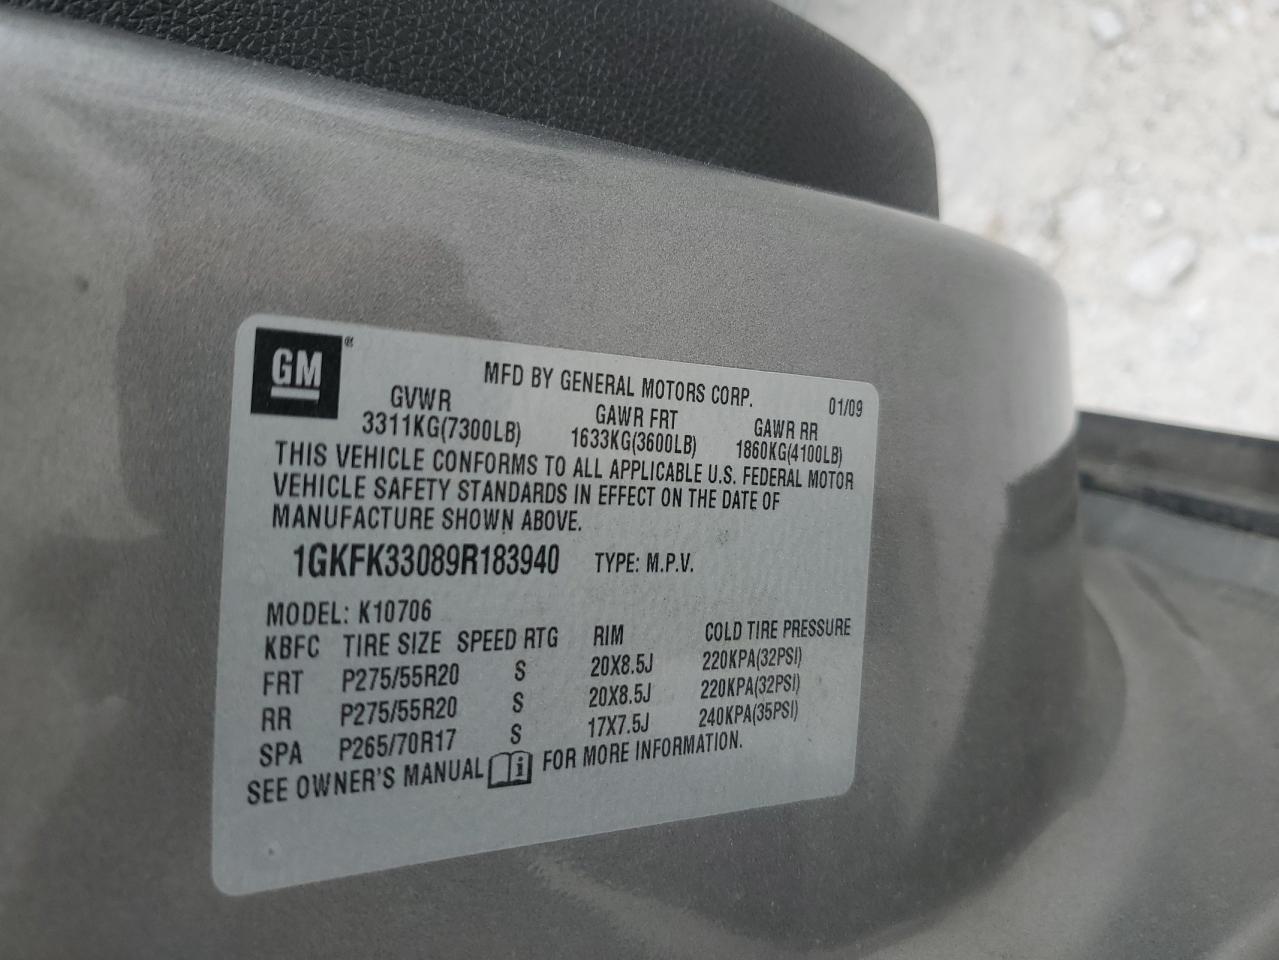 GM ®
MFD BY GENERAL MOTORS CORP. 01/09
GVWR GAWR FRT GAWR RR
3311KG(7300LB) 1633KG(3600LB) 1860KG(4100LB)
THIS VEHICLE CONFORMS TO ALL APPLICABLE U.S. FEDERAL MOTOR
VEHICLE SAFETY STANDARDS IN EFFECT ON THE DATE OF
MANUFACTURE SHOWN ABOVE.
1GKFK33089R183940 TYPE: M.P.V.
MODEL: K10706
KBFC TIRE SIZE SPEED RTG RIM COLD TIRE PRESSURE
FRT P275/55R20 S 20X8.5J 220KPA(32PSI)
RR P275/55R20 S 20X8.5J 220KPA(32PSI)
SPA P265/70R17 S 17X7.5J 240KPA(35PSI)
SEE OWNER'S MANUAL i FOR MORE INFORMATION.